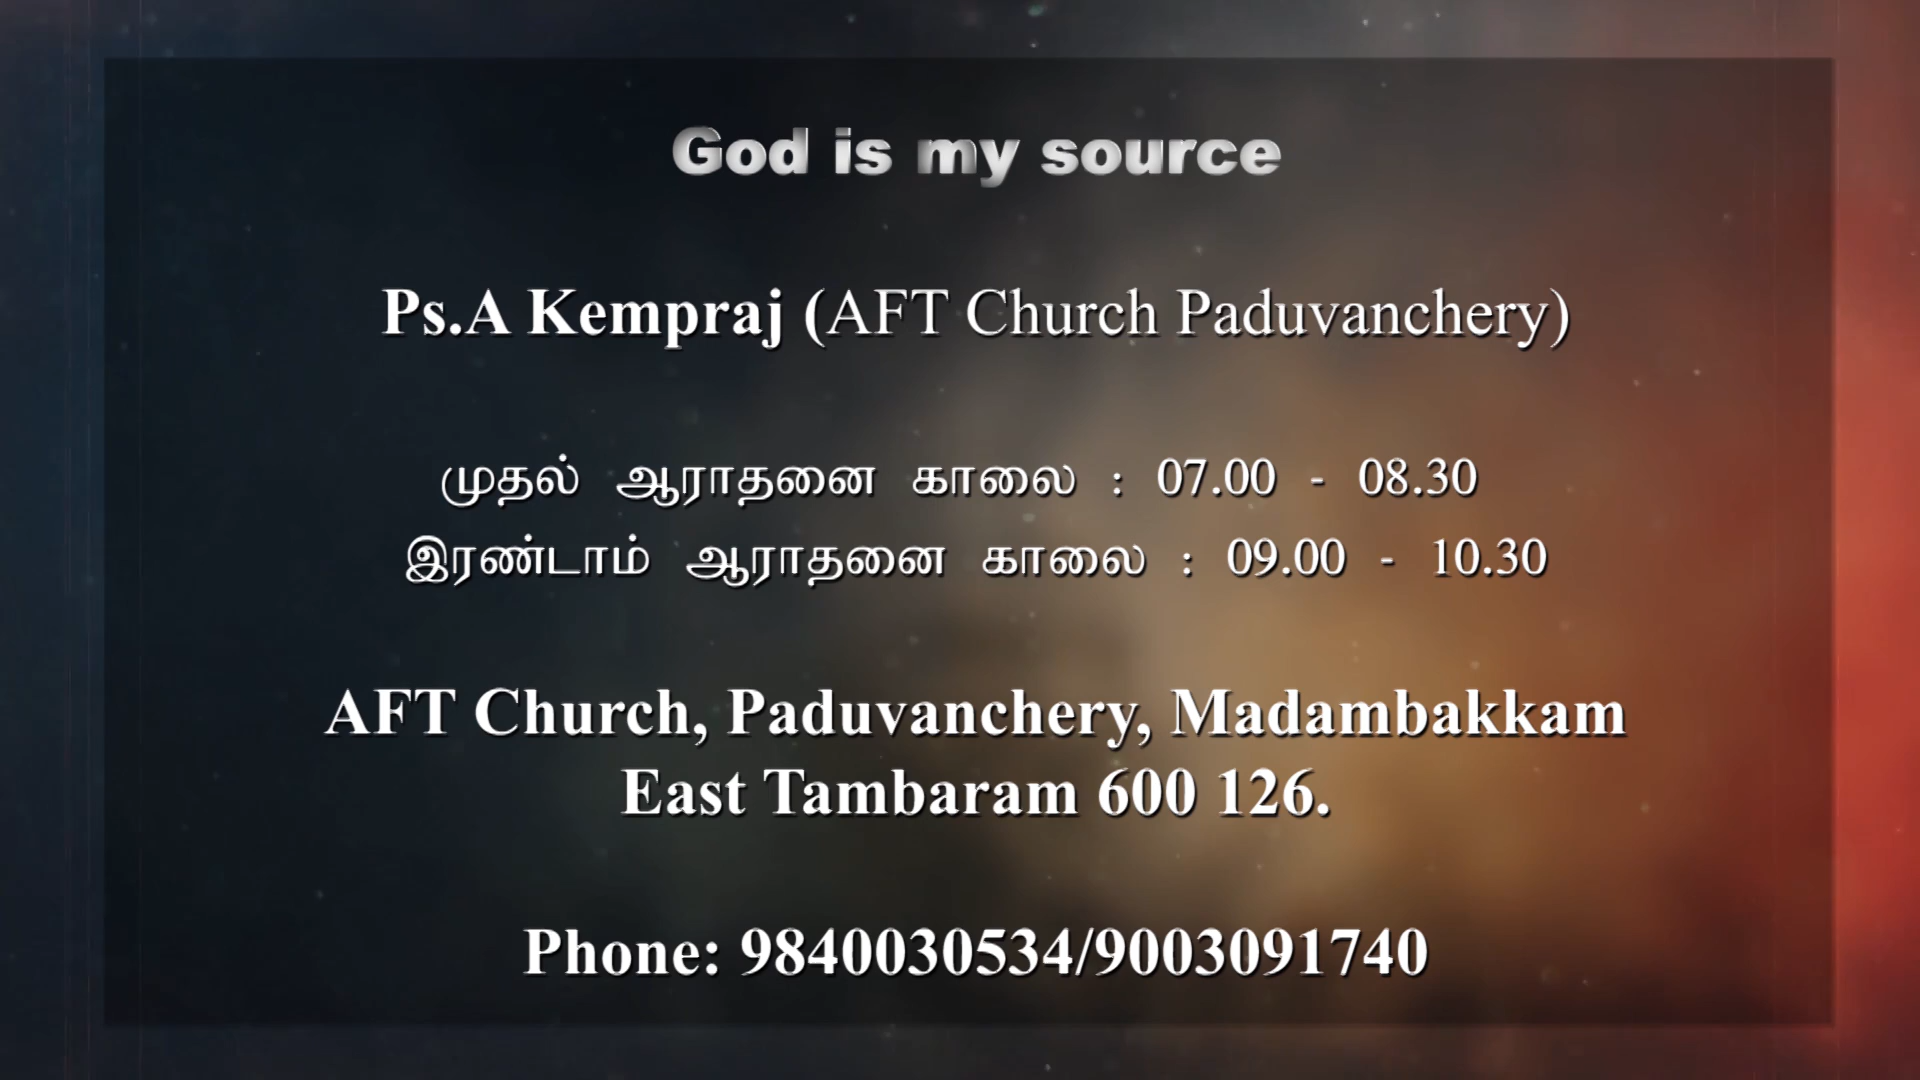 God is my source
Ps.A Kempraj (AFT Church Paduvanchery)
முதல் ஆராதனை காலை : 07.00 - 08.30
இரண்டாம் ஆராதனை காலை : 09.00 - 10.30
AFT Church, Paduvanchery, Madambakkam
East Tambaram 600 126.
Phone: 9840030534/9003091740